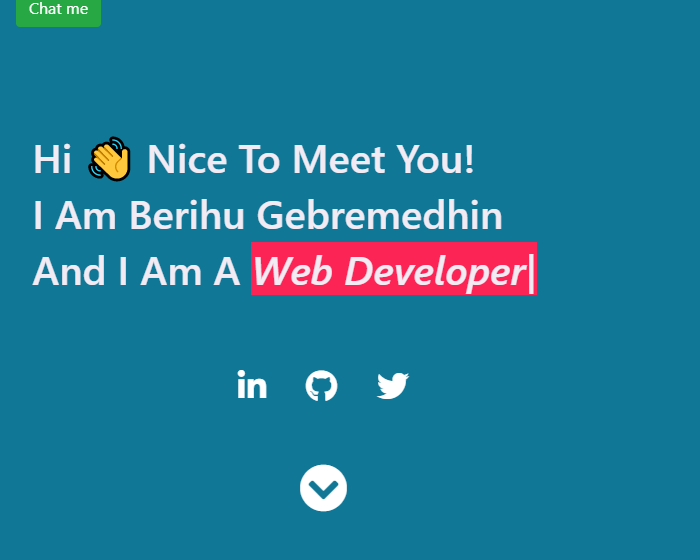 Chat me
Hi 👋 Nice To Meet You!
I Am Berihu Gebremedhin
And I Am A Web Developer|
in